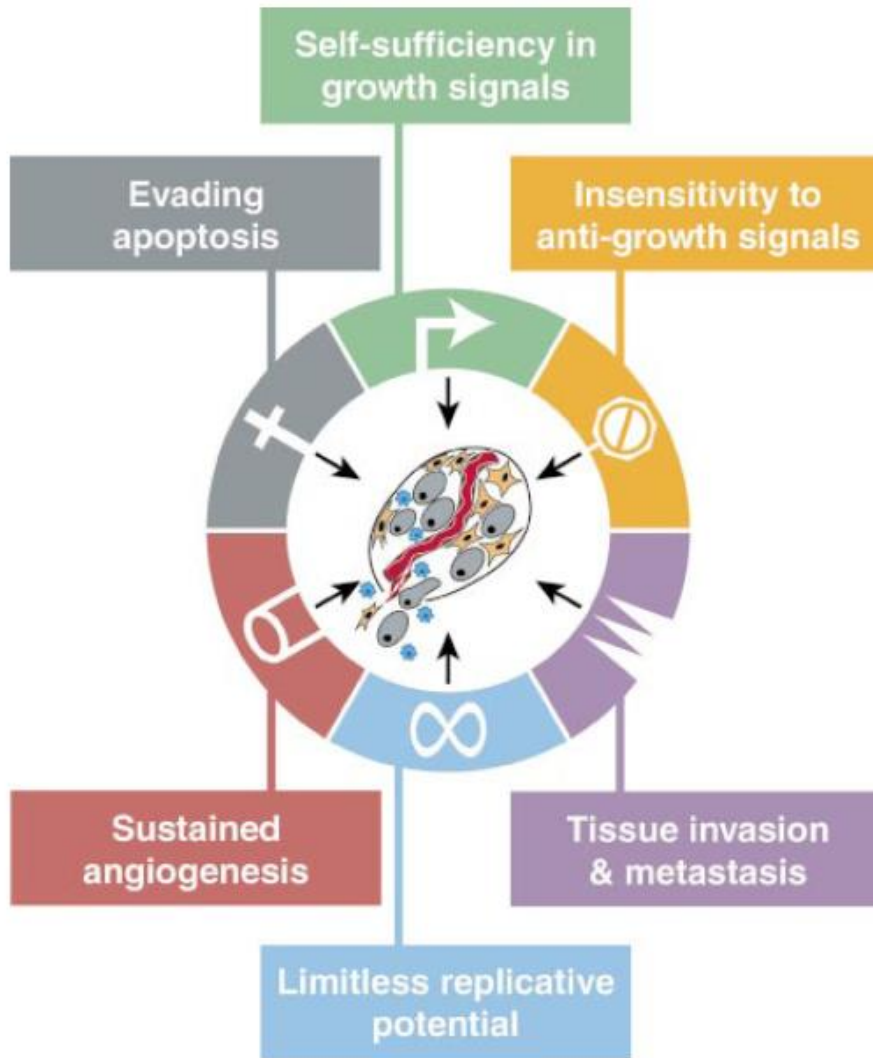 Self-sufficiency in
growth signals
Evading
apoptosis
Insensitivity to
anti-growth signals
Sustained
angiogenesis
Tissue invasion
& metastasis
Limitless replicative
potential